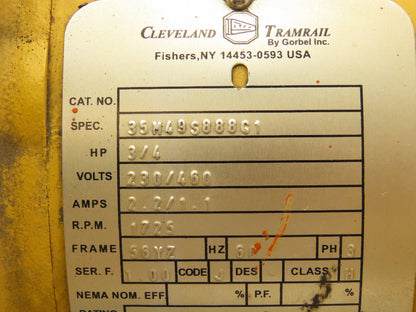 CLEVELAND TRAMRAIL
By Gorbel Inc.
Fishers, NY 14453-0593 USA
CAT. NO.
SPEC. 35M49S888G1
HP 3/4
VOLTS 230/460
AMPS 2.2/1.1
R.P.M. 1725
FRAME 56YZ HZ PH 3
SER. F. 1.00 CODE J DES CLASS
NEMA NOM. EFF. % P.F. %